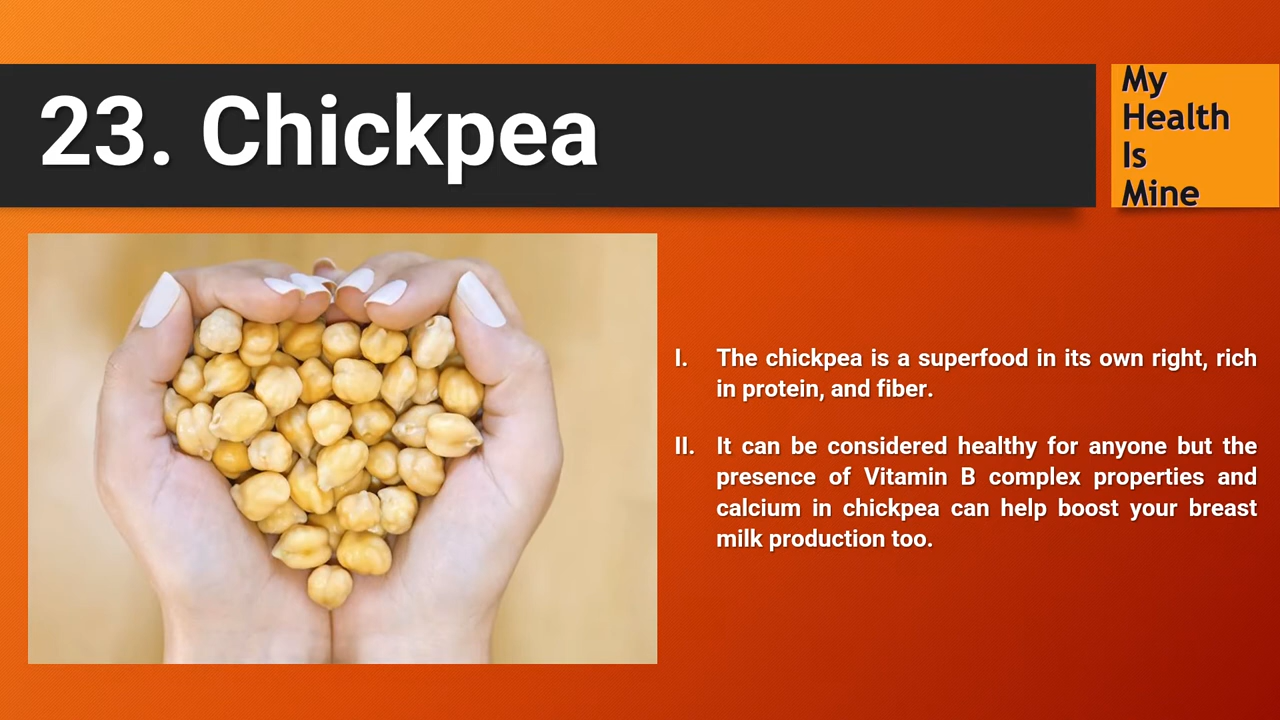 23. Chickpea
My
Health
Is
Mine
I. The chickpea is a superfood in its own right, rich
in protein, and fiber.
II. It can be considered healthy for anyone but the
presence of Vitamin B complex properties and
calcium in chickpea can help boost your breast
milk production too.